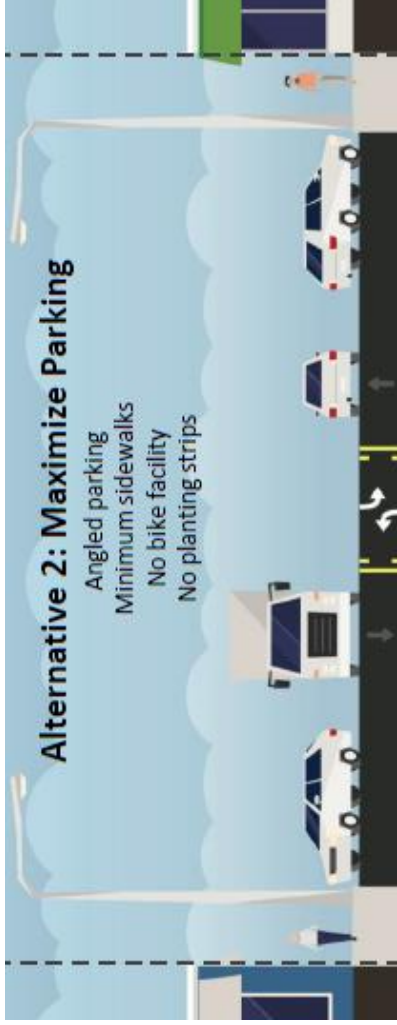 Alternative 2: Maximize Parking
Angled parking
Minimum sidewalks
No bike facility
No planting strips